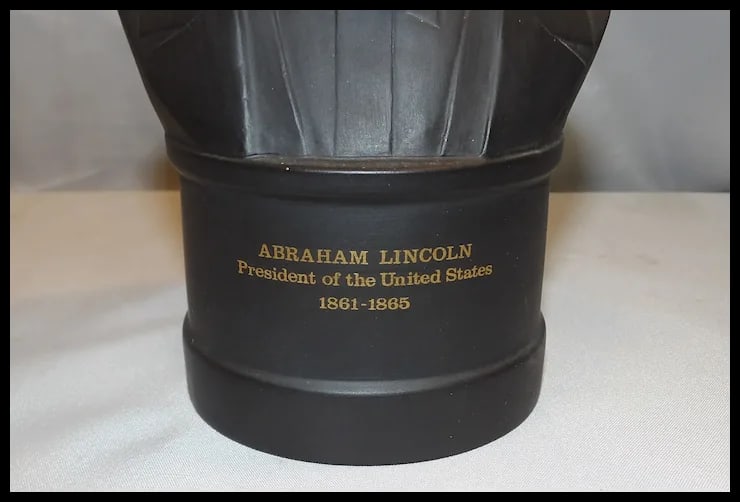 ABRAHAM LINCOLN
President of the United States
1861-1865